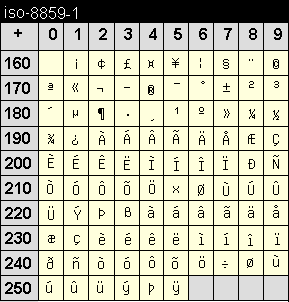 iso-8859-1
+ 0 1 2 3 4 5 6 7 8 9
160 ¡ ¢ £ ¤ ¥ ¦ § ¨ ©
170 ª « ¬ - ® ¯ ° ± ² ³
180 ´ µ ¶ · ¸ ¹ º » ¼ ½
190 ¾ ¿ À Á Â Ã Ä Å Æ Ç
200 È É Ê Ë Ì Í Î Ï Ð Ñ
210 Ò Ó Ô Õ Ö × Ø Ù Ú Û
220 Ü Ý Þ ß à á â ã ä å
230 æ ç è é ê ë ì í î ï
240 ð ñ ò ó ô õ ö ÷ ø ù
250 ú û ü ý þ ÿ